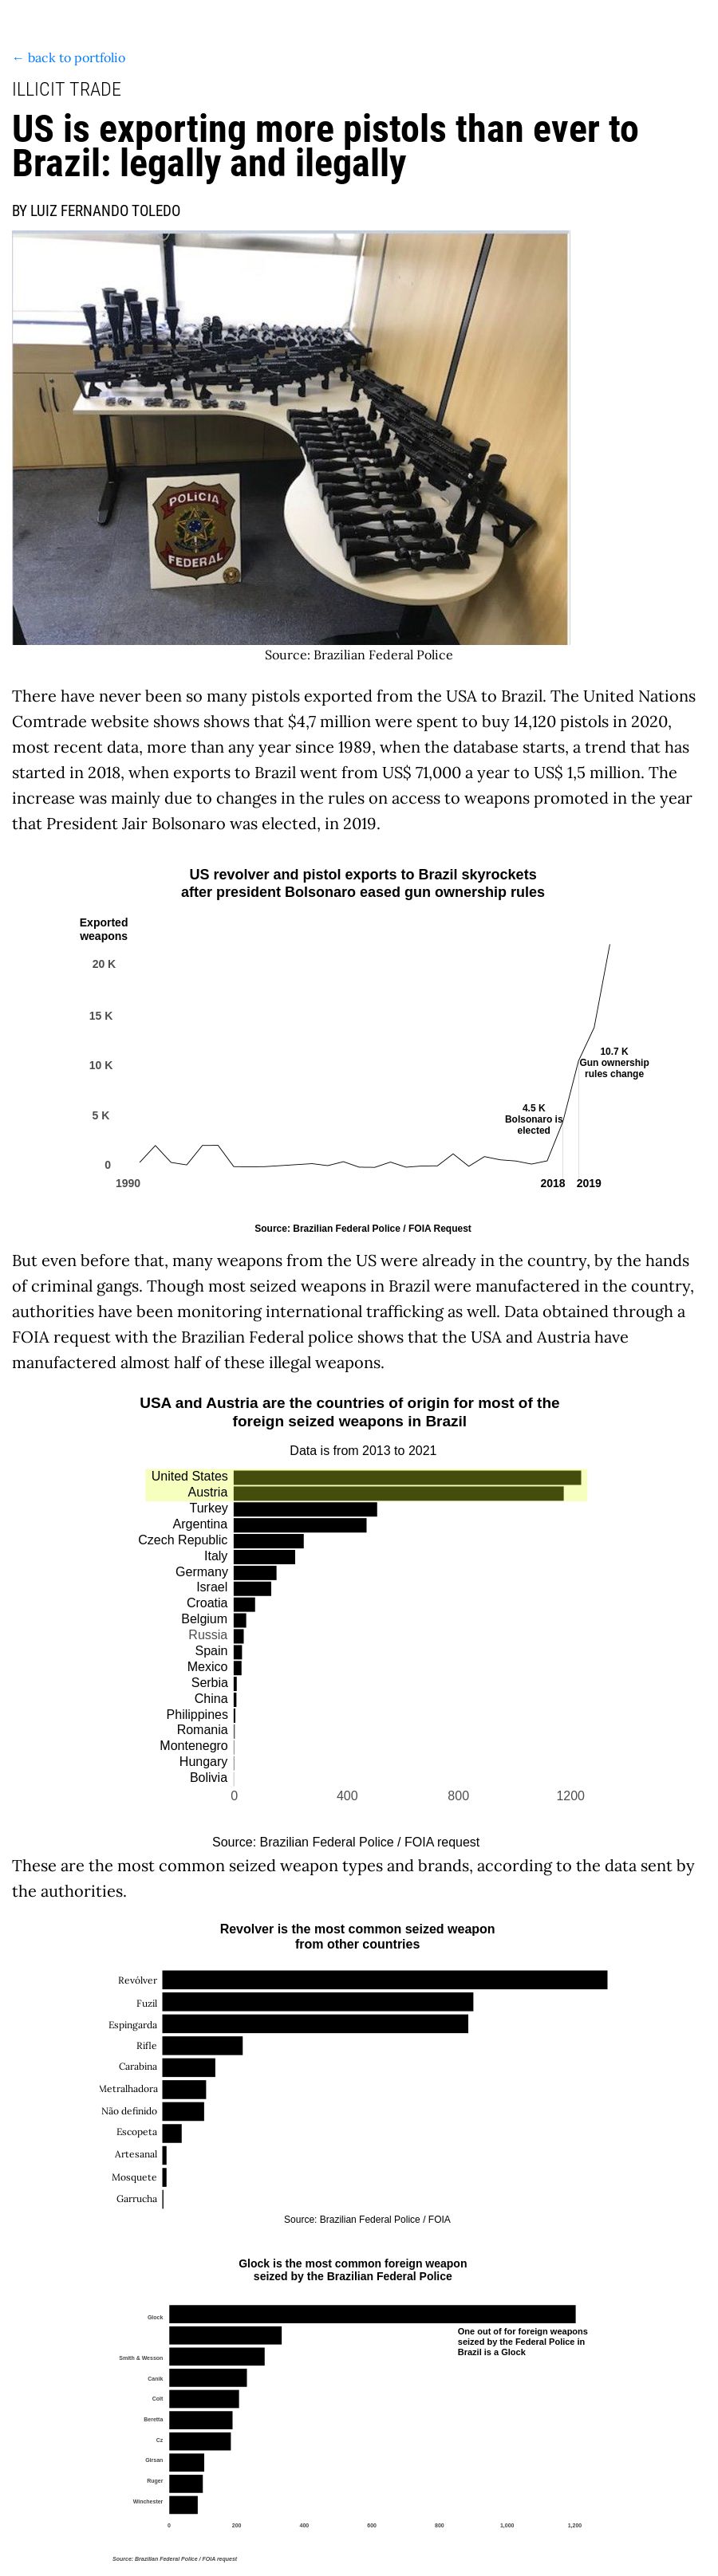 ← back to portfolio
ILLICIT TRADE
US is exporting more pistols than ever to
Brazil: legally and ilegally
BY LUIZ FERNANDO TOLEDO
POLÍCIA
FEDERAL
Source: Brazilian Federal Police
There have never been so many pistols exported from the USA to Brazil. The United Nations
Comtrade website shows shows that $4,7 million were spent to buy 14,120 pistols in 2020,
most recent data, more than any year since 1989, when the database starts, a trend that has
started in 2018, when exports to Brazil went from US$ 71,000 a year to US$ 1,5 million. The
increase was mainly due to changes in the rules on access to weapons promoted in the year
that President Jair Bolsonaro was elected, in 2019.
US revolver and pistol exports to Brazil skyrockets
after president Bolsonaro eased gun ownership rules
Exported
weapons
20 K
15 K
10 K
5 K
0
10.7 K
Gun ownership
rules change
4.5 K
Bolsonaro is
elected
1990
2018
2019
Source: Brazilian Federal Police / FOIA Request
But even before that, many weapons from the US were already in the country, by the hands
of criminal gangs. Though most seized weapons in Brazil were manufactered in the country,
authorities have been monitoring international trafficking as well. Data obtained through a
FOIA request with the Brazilian Federal police shows that the USA and Austria have
manufactered almost half of these illegal weapons.
USA and Austria are the countries of origin for most of the
foreign seized weapons in Brazil
Data is from 2013 to 2021
United States
Austria
Turkey
Argentina
Czech Republic
Italy
Germany
Israel
Croatia
Belgium
Russia
Spain
Mexico
Serbia
China
Philippines
Romania
Montenegro
Hungary
Bolivia
0 400 800 1200
Source: Brazilian Federal Police / FOIA request
These are the most common seized weapon types and brands, according to the data sent by
the authorities.
Revolver is the most common seized weapon
from other countries
Revólver
Fuzil
Espingarda
Rifle
Carabina
Metralhadora
Não definido
Escopeta
Artesanal
Mosquete
Garrucha
Source: Brazilian Federal Police / FOIA
Glock is the most common foreign weapon
seized by the Brazilian Federal Police
Glock
Smith & Wesson
Canik
Colt
Beretta
Cz
Girsan
Ruger
Winchester
One out of for foreign weapons
seized by the Federal Police in
Brazil is a Glock
0 200 400 600 800 1,000 1,200
Source: Brazilian Federal Police / FOIA request